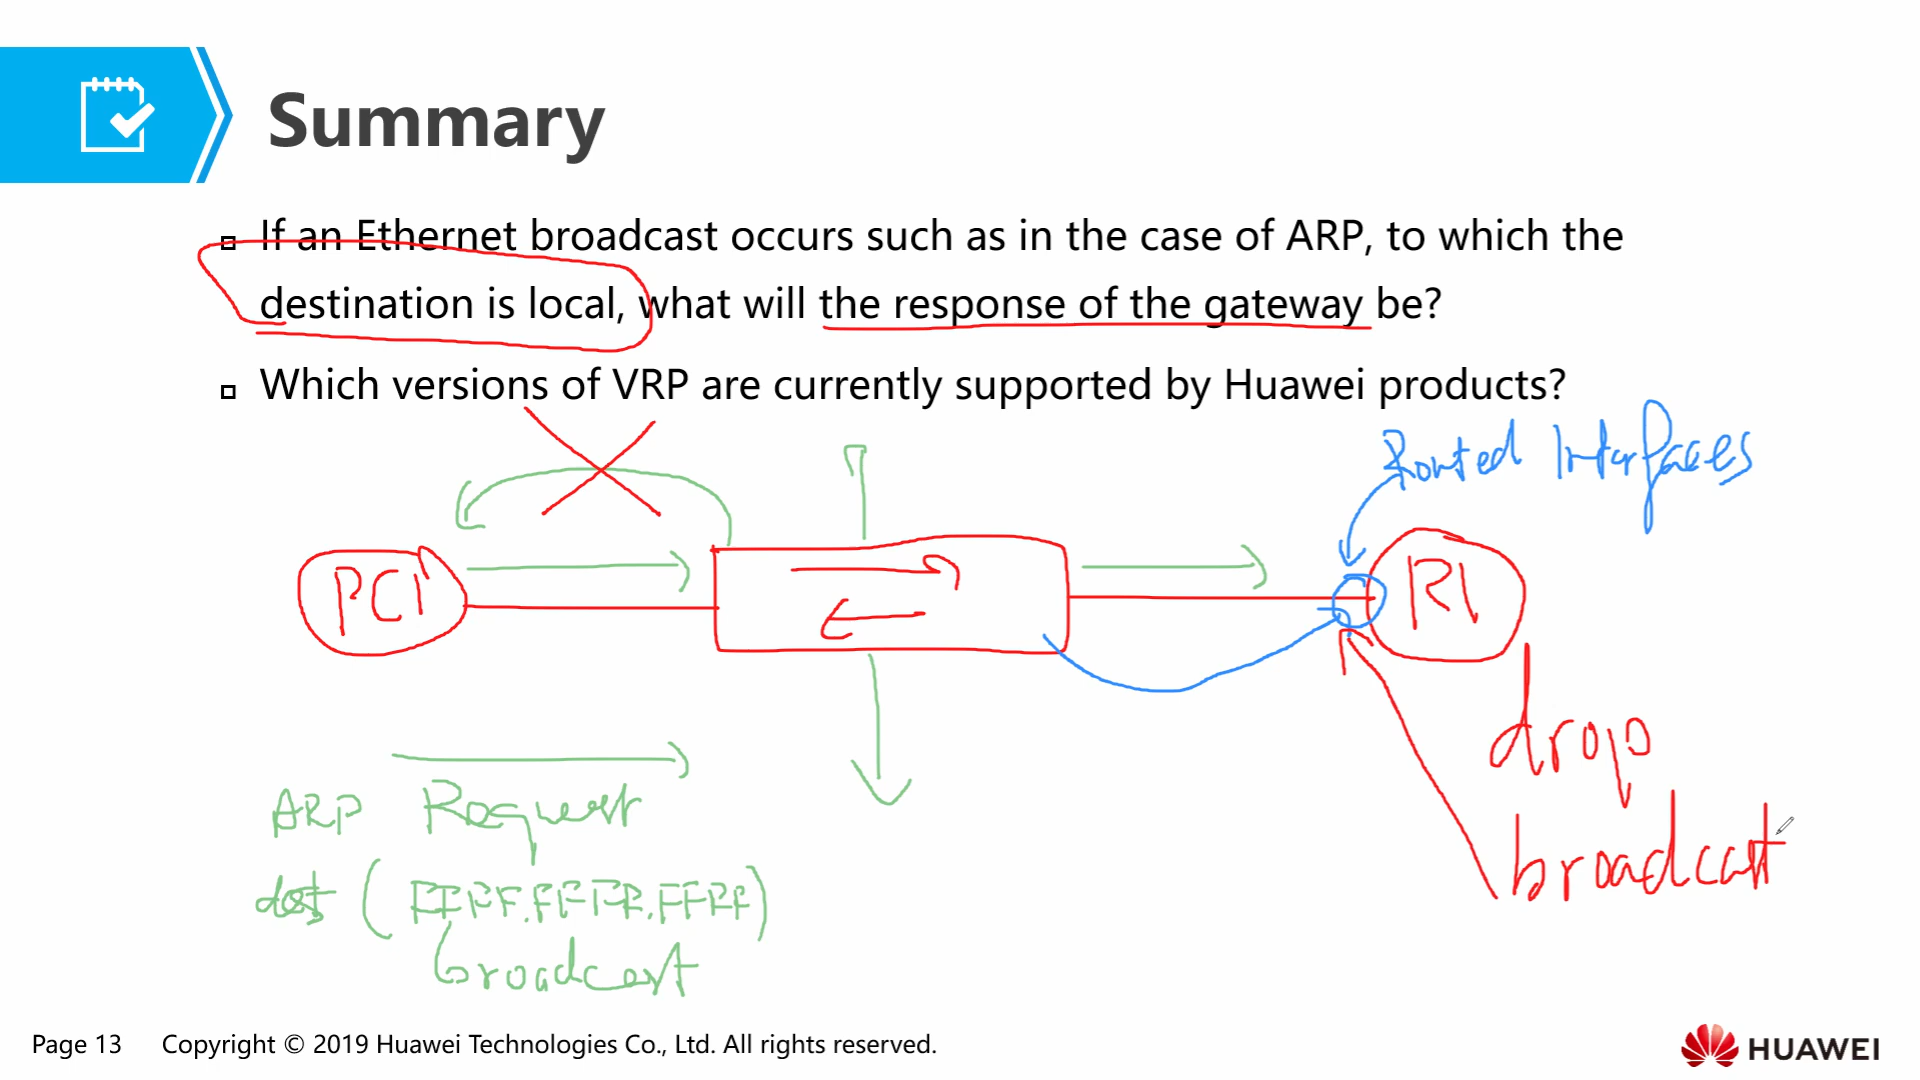 Summary
If an Ethernet broadcast occurs such as in the case of ARP, to which the
destination is local, what will the response of the gateway be?
Which versions of VRP are currently supported by Huawei products?
Routed Interfaces
PC1
R1
drop
broadcast
ARP Request
dest (FFFF.FFFF.FFFF)
broadcast
Page 13 Copyright © 2019 Huawei Technologies Co., Ltd. All rights reserved.
HUAWEI